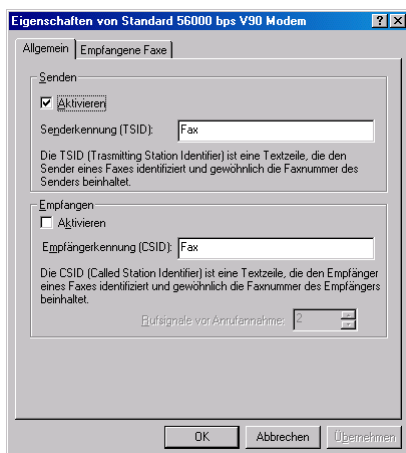 Eigenschaften von Standard 56000 bps V90 Modem
Allgemein
Empfangene Faxe
Senden
Aktivieren
Senderkennung (TSID): Fax
Die TSID (Trasmitting Station Identifier) ist eine Textzeile, die den
Sender eines Faxes identifiziert und gewöhnlich die Faxnummer des
Senders beinhaltet.
Empfangen
Aktivieren
Empfängerkennung (CSID): Fax
Die CSID (Called Station Identifier) ist eine Textzeile, die den Empfänger
eines Faxes identifiziert und gewöhnlich die Faxnummer des Empfängers
beinhaltet.
Rufsignale vor Anrufannahme: 2
OK
Abbrechen
Übernehmen